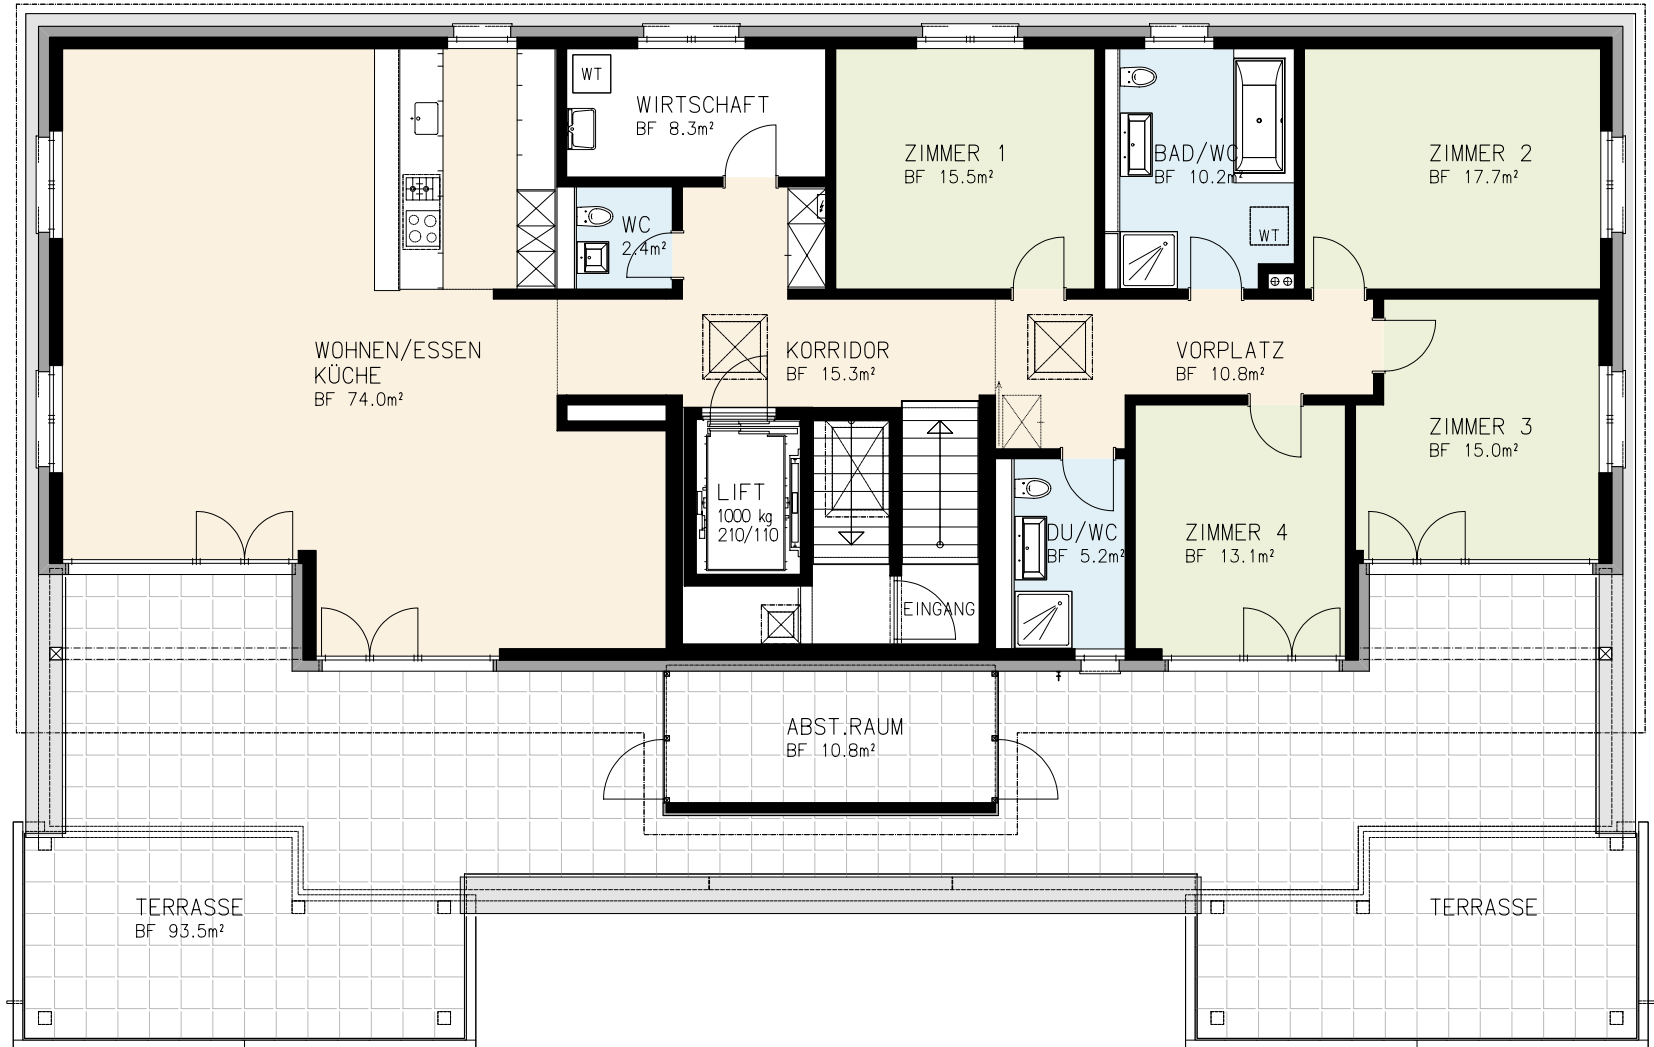 WT
WIRTSCHAFT
BF 8.3m²
ZIMMER 1
BF 15.5m²
BAD/WC
BF 10.2m²
WT
ZIMMER 2
BF 17.7m²
WC
2.4m²
WOHNEN/ESSEN
KÜCHE
BF 74.0m²
KORRIDOR
BF 15.3m²
VORPLATZ
BF 10.8m²
ZIMMER 3
BF 15.0m²
LIFT
1000 kg
210/110
DU/WC
BF 5.2m²
ZIMMER 4
BF 13.1m²
EINGANG
ABST.RAUM
BF 10.8m²
TERRASSE
BF 93.5m²
TERRASSE